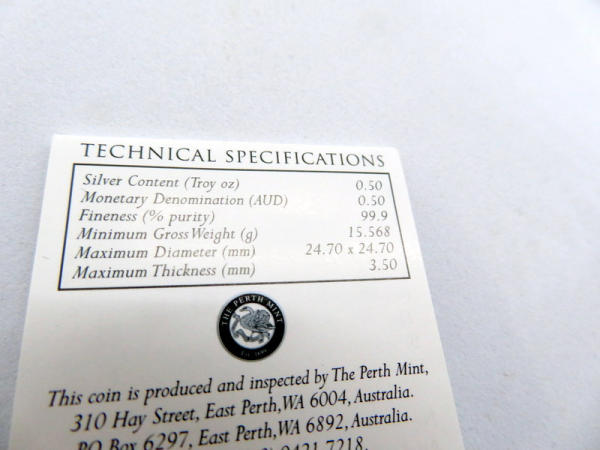 TECHNICAL SPECIFICATIONS
Silver Content (Troy oz) 0.50
Monetary Denomination (AUD) 0.50
Fineness (% purity) 99.9
Minimum Gross Weight (g) 15.568
Maximum Diameter (mm) 24.70 x 24.70
Maximum Thickness (mm) 3.50
THE PERTH MINT
This coin is produced and inspected by The Perth Mint,
310 Hay Street, East Perth, WA 6004, Australia.
PO Box 6297, East Perth, WA 6892, Australia.
9421 7218.